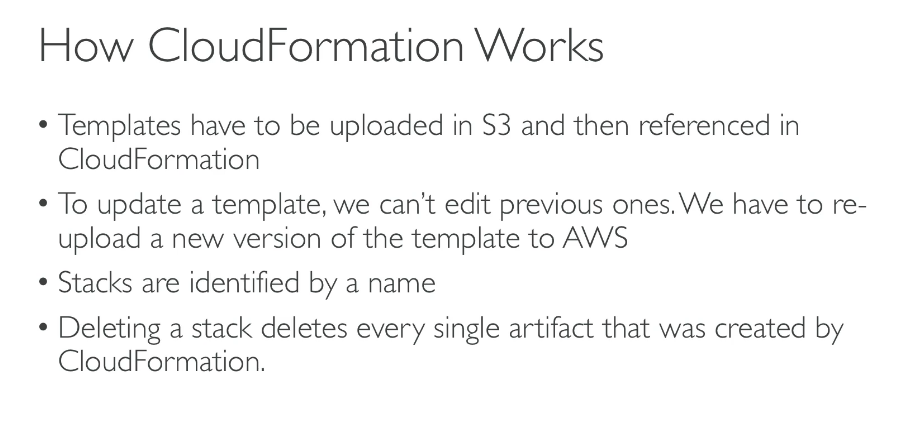 How CloudFormation Works
• Templates have to be uploaded in S3 and then referenced in
CloudFormation
• To update a template, we can't edit previous ones. We have to re-
upload a new version of the template to AWS
• Stacks are identified by a name
• Deleting a stack deletes every single artifact that was created by
CloudFormation.